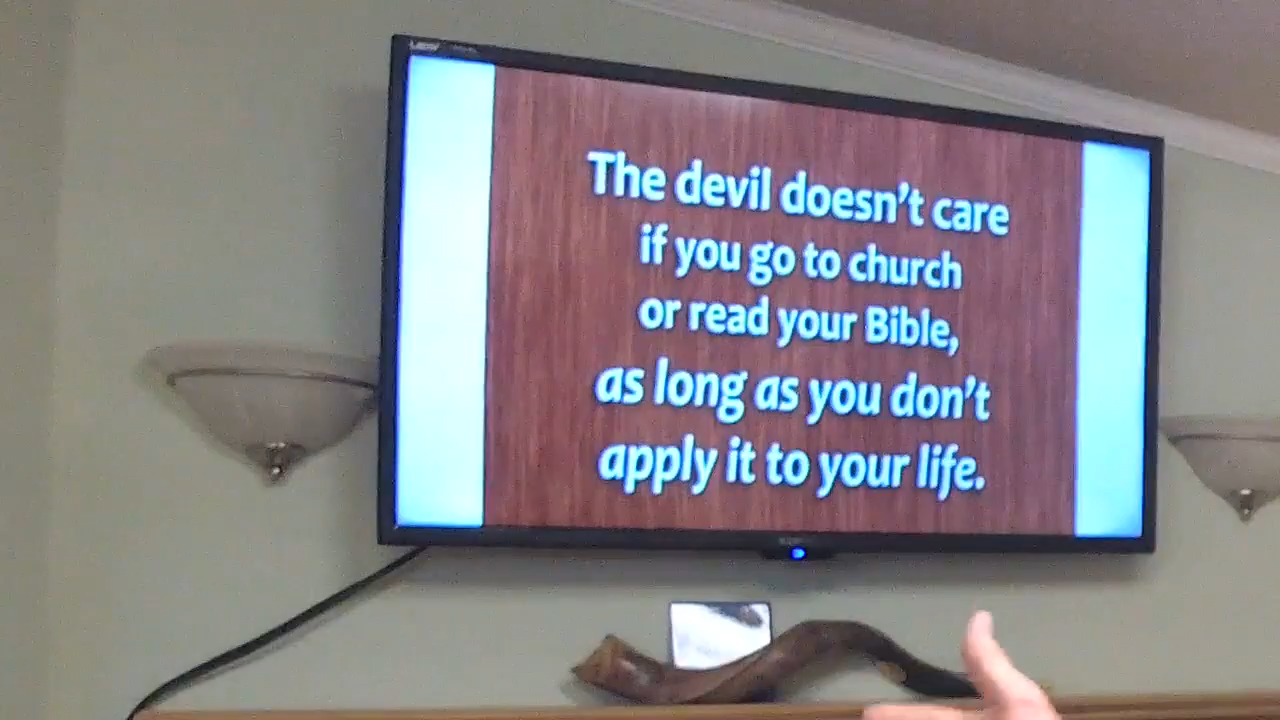 The devil doesn't care
if you go to church
or read your Bible,
as long as you don't
apply it to your life.